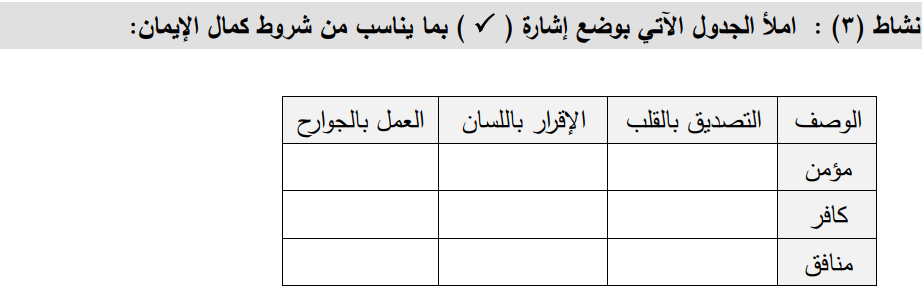 نشاط (٣) : املأ الجدول الآتي بوضع إشارة ( ✓ ) بما يناسب من شروط كمال الإيمان:
الوصف التصديق بالقلب الإقرار باللسان العمل بالجوارح
مؤمن
كافر
منافق